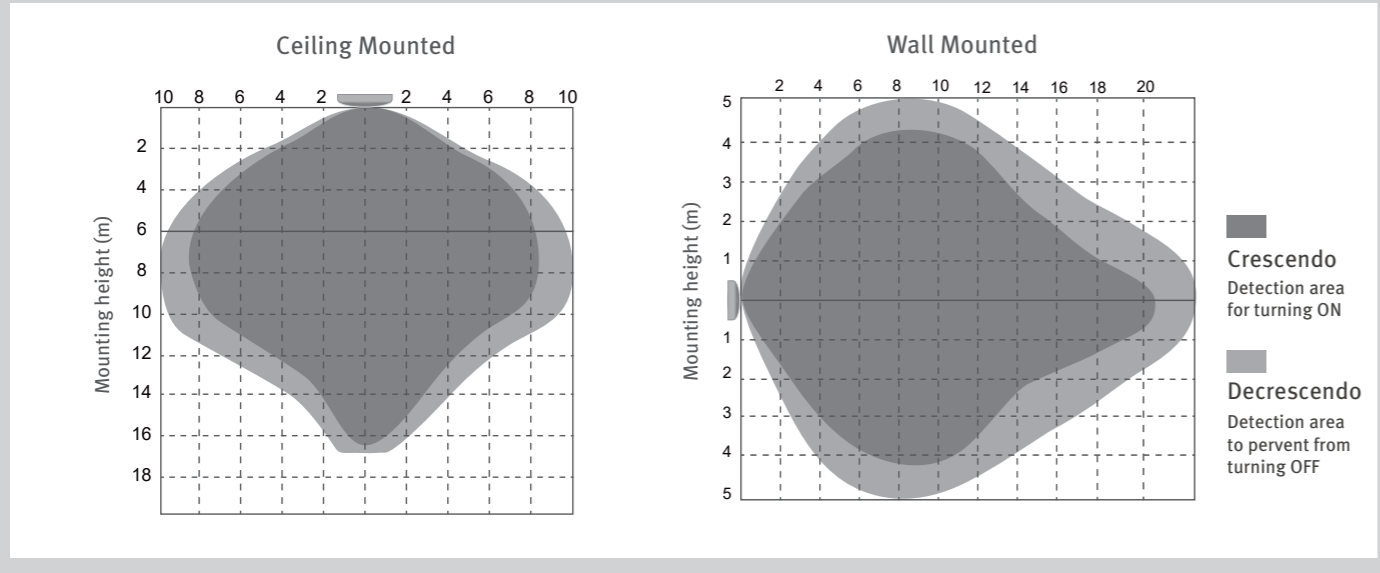 Ceiling Mounted
10 8 6 4 2 2 4 6 8 10
2
4
6
8
10
12
14
16
18
Mounting height (m)
Wall Mounted
2 4 6 8 10 12 14 16 18 20
5
4
3
2
1
1
2
3
4
5
Mounting height (m)
Crescendo
Detection area
for turning ON
Decrescendo
Detection area
to pervent from
turning OFF